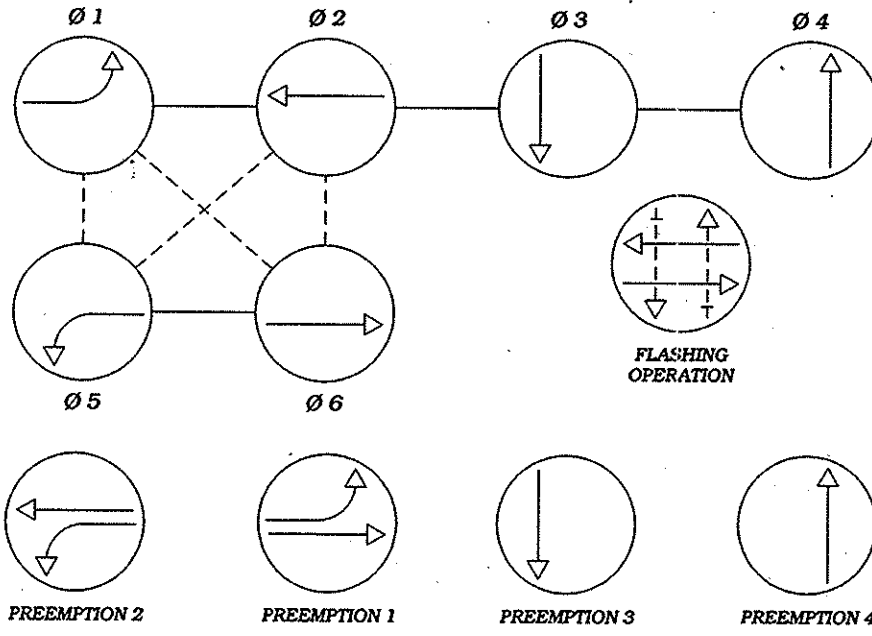 Ø 1
Ø 2
Ø 3
Ø 4
FLASHING
OPERATION
Ø 5
Ø 6
PREEMPTION 2
PREEMPTION 1
PREEMPTION 3
PREEMPTION 4